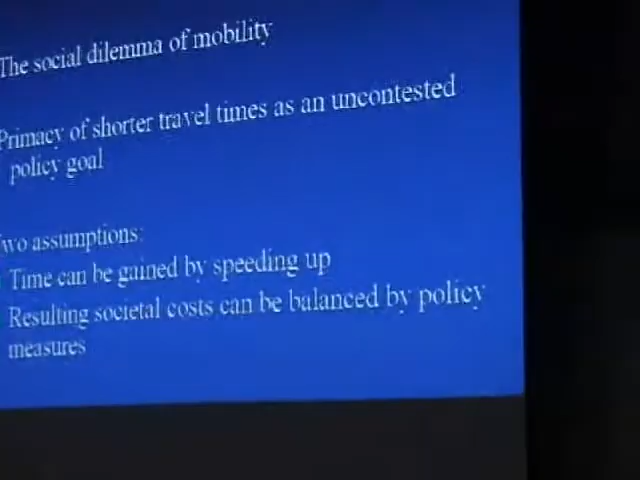 The social dilemma of mobility
Primacy of shorter travel times as an uncontested
policy goal
Two assumptions:
Time can be gained by speeding up
Resulting societal costs can be balanced by policy
measures